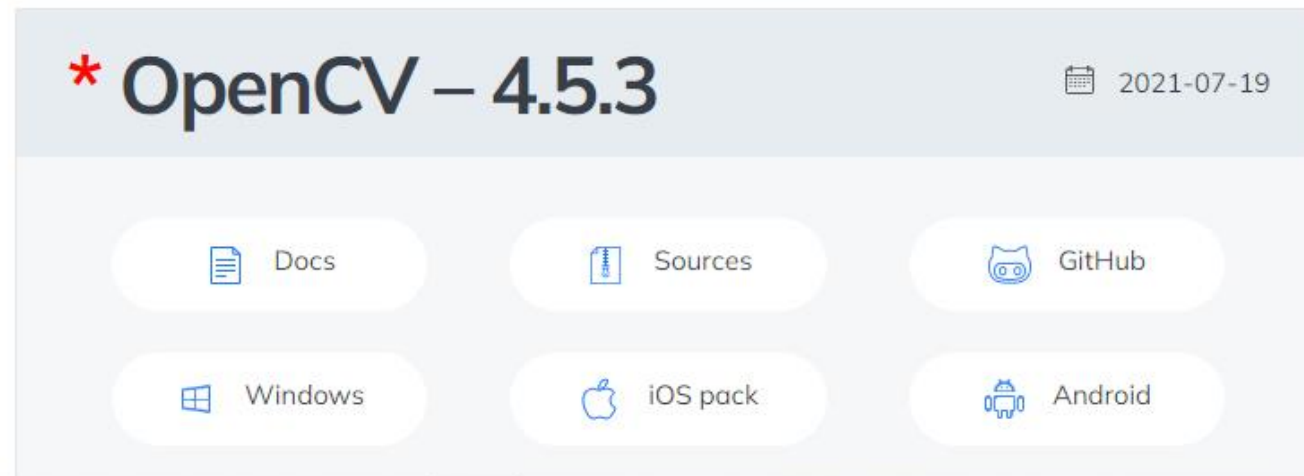 * OpenCV – 4.5.3
2021-07-19
Docs
Sources
GitHub
Windows
iOS pack
Android